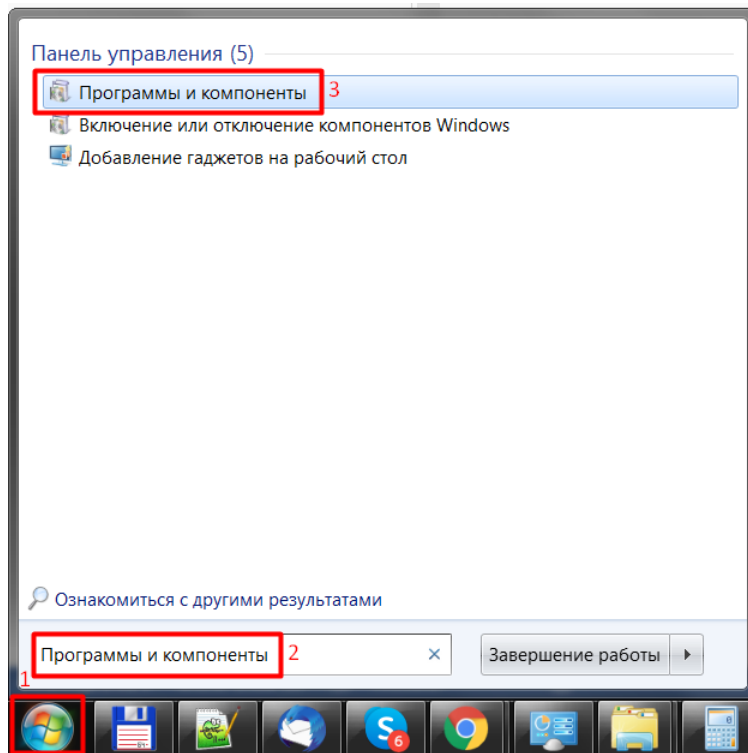 Панель управления (5)
Программы и компоненты 3
Включение или отключение компонентов Windows
Добавление гаджетов на рабочий стол
Ознакомиться с другими результатами
Программы и компоненты 2
Завершение работы
1
6